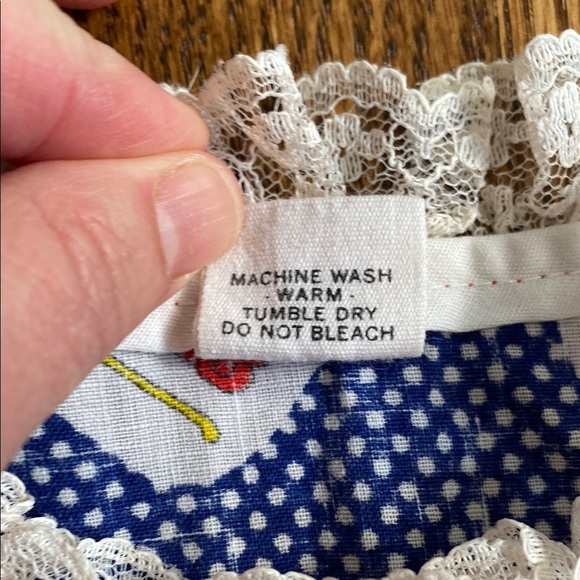 MACHINE WASH
· WARM ·
TUMBLE DRY
DO NOT BLEACH